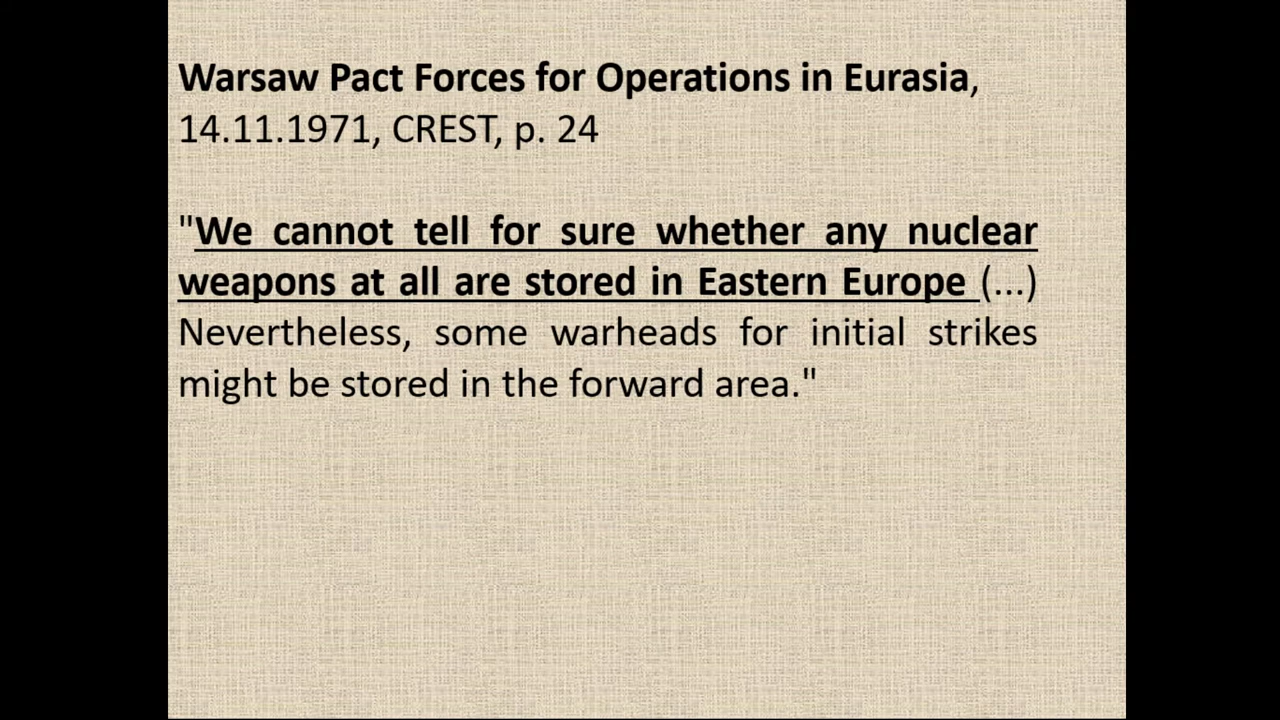 Warsaw Pact Forces for Operations in Eurasia,
14.11.1971, CREST, p. 24
"We cannot tell for sure whether any nuclear
weapons at all are stored in Eastern Europe (...)
Nevertheless, some warheads for initial strikes
might be stored in the forward area."